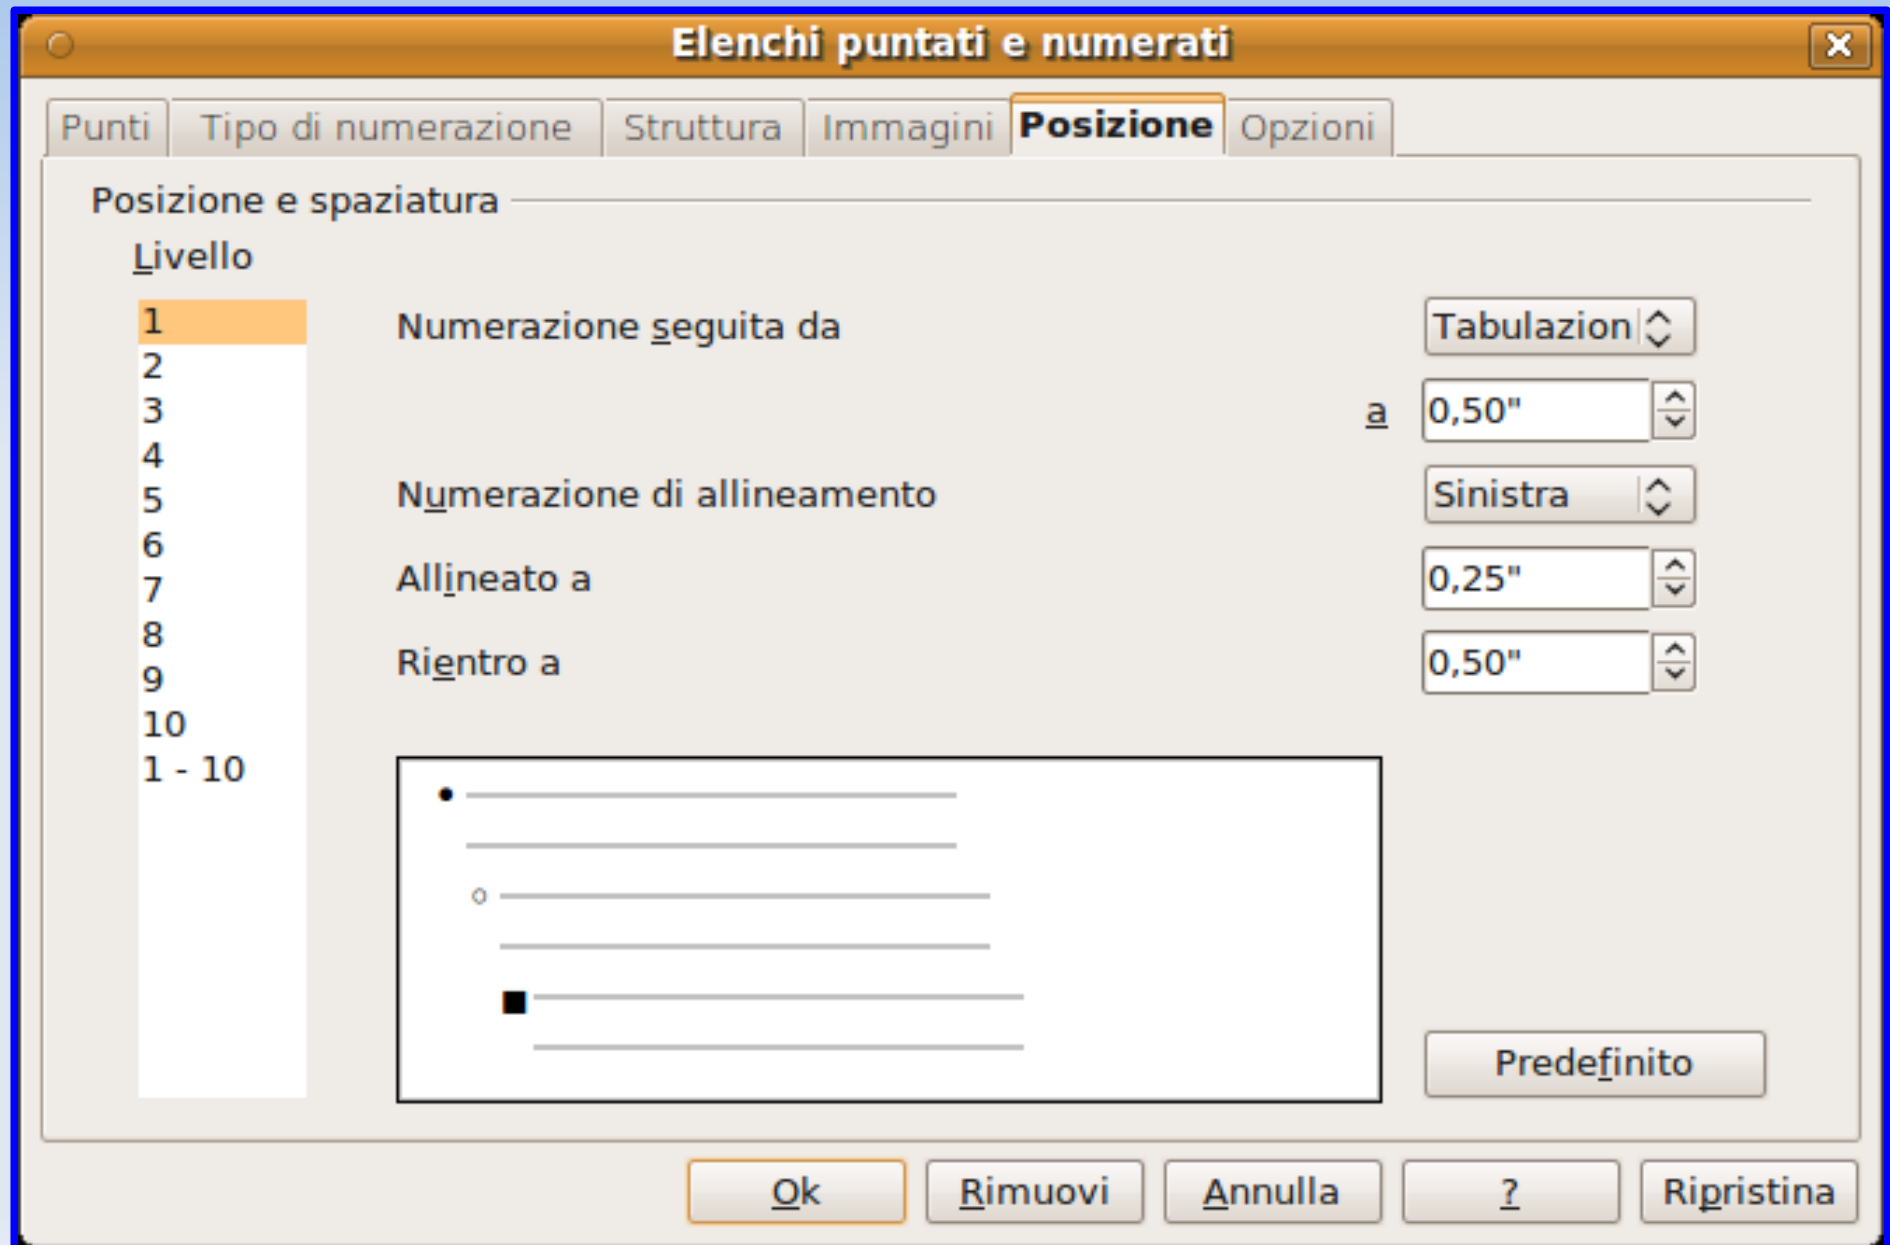 Elenchi puntati e numerati
Punti Tipo di numerazione Struttura Immagini Posizione Opzioni
Posizione e spaziatura
Livello
1
2
3
4
5
6
7
8
9
10
1 - 10
Numerazione seguita da Tabulazion
a 0,50"
Numerazione di allineamento Sinistra
Allineato a 0,25"
Rientro a 0,50"
Predefinito
Ok Rimuovi Annulla ? Ripristina